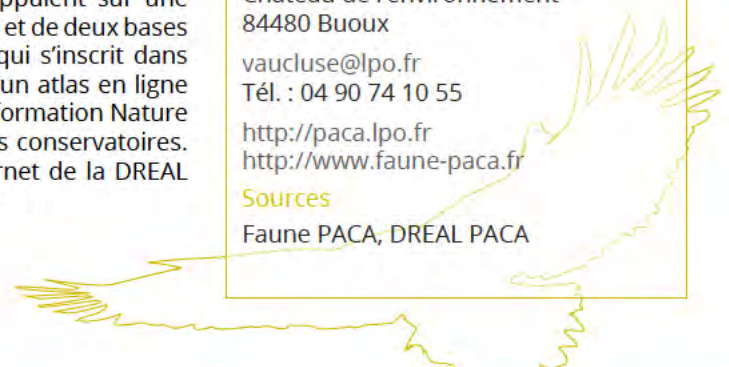 et de deux bases
qui s'inscrit dans
un atlas en ligne
formation Nature
s conservatoires.
rnet de la DREAL
84480 Buoux
vaucluse@lpo.fr
Tél. : 04 90 74 10 55
http://paca.lpo.fr
http://www.faune-paca.fr
Sources
Faune PACA, DREAL PACA